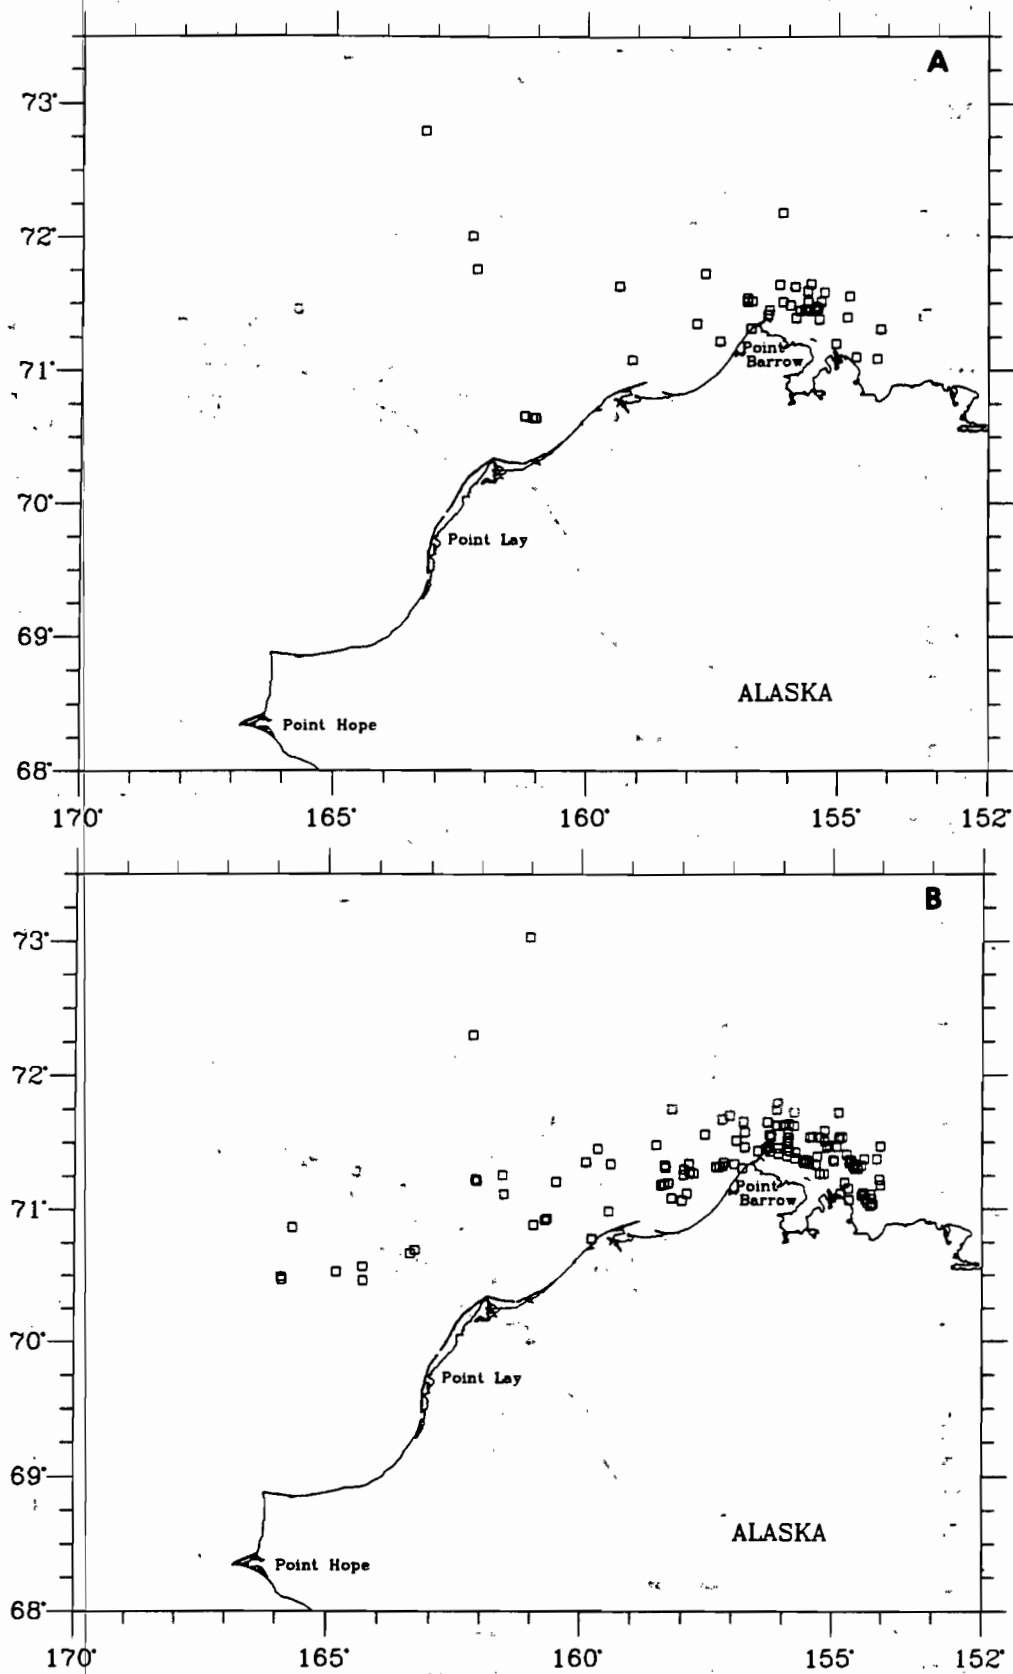 A
73°
72°
71°
70°
69°
68°
Point
Barrow
Point Lay
ALASKA
Point Hope
170°
165°
160°
155°
152°
B
73°
72°
71°
70°
69°
68°
Point
Barrow
Point Lay
ALASKA
Point Hope
170°
165°
160°
155°
152°